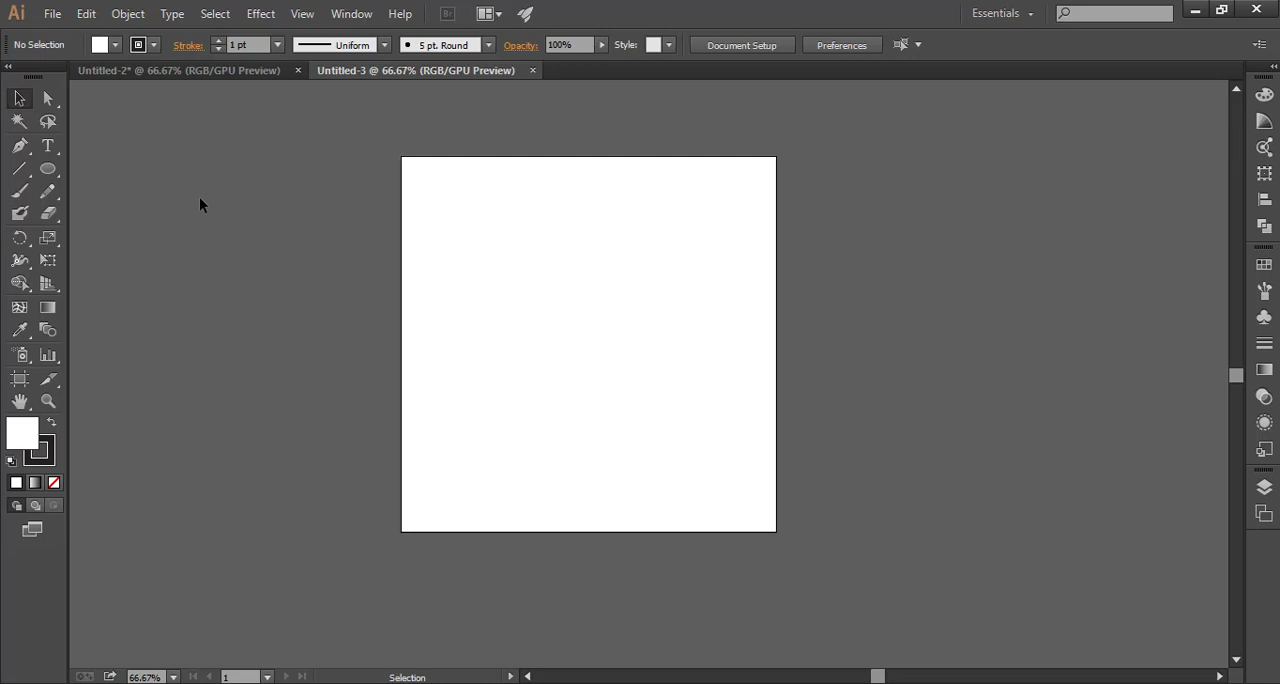 Ai File Edit Object Type Select Effect View Window Help Br Essentials
No Selection Stroke: 1 pt Uniform 5 pt. Round Opacity: 100% Style: Document Setup Preferences
Untitled-2* @ 66.67% (RGB/GPU Preview) × Untitled-3 @ 66.67% (RGB/GPU Preview) ×
T
66.67% 1 Selection